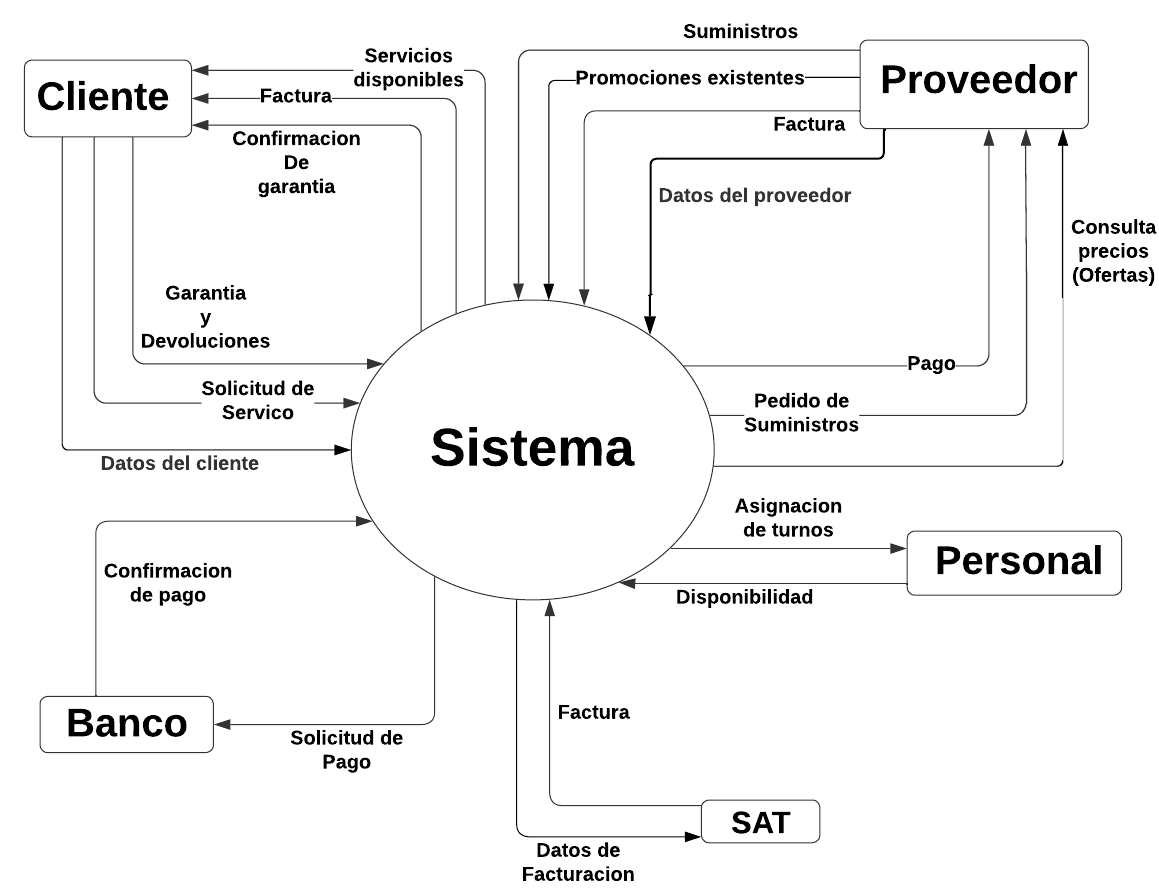 Suministros
Servicios
disponibles
Promociones existentes
Proveedor
Cliente
Factura
Factura
Confirmacion
De
garantia
Datos del proveedor
Consulta
precios
(Ofertas)
Garantia
y
Devoluciones
Pago
Solicitud de
Servico
Pedido de
Suministros
Sistema
Datos del cliente
Asignacion
de turnos
Personal
Confirmacion
de pago
Disponibilidad
Banco
Factura
Solicitud de
Pago
SAT
Datos de
Facturacion